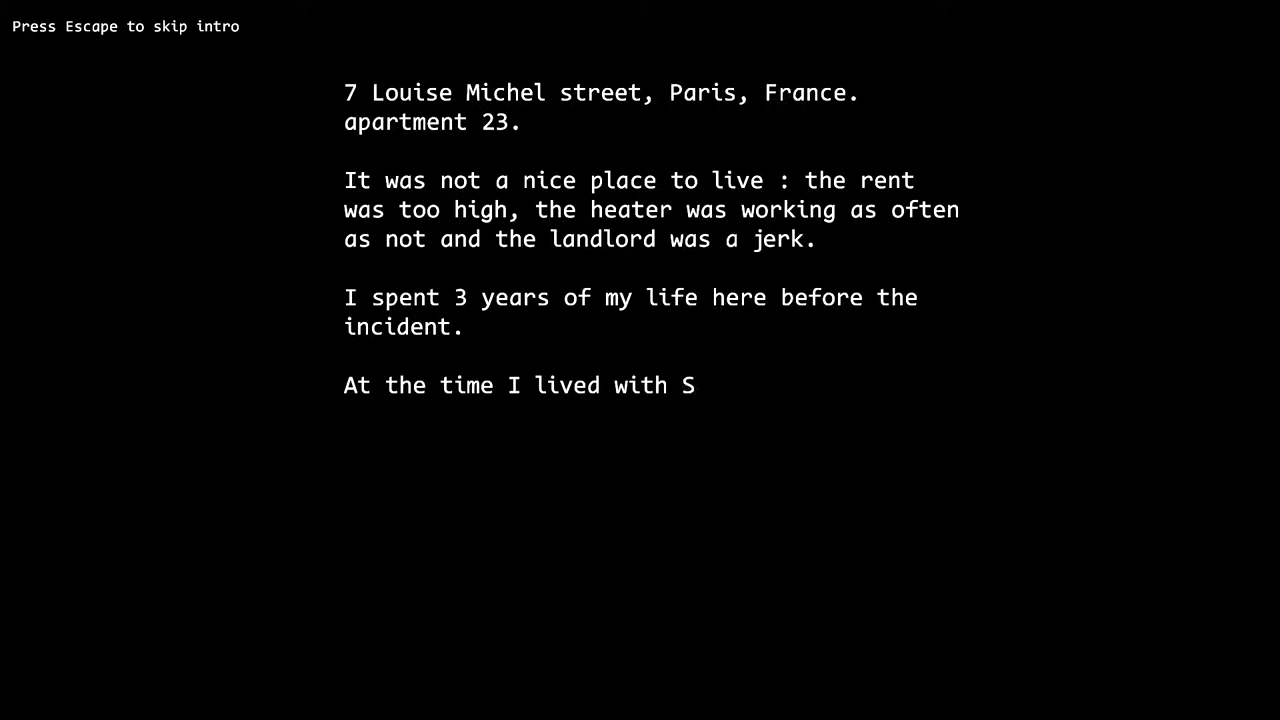 Press Escape to skip intro
7 Louise Michel street, Paris, France.
apartment 23.
It was not a nice place to live : the rent
was too high, the heater was working as often
as not and the landlord was a jerk.
I spent 3 years of my life here before the
incident.
At the time I lived with S